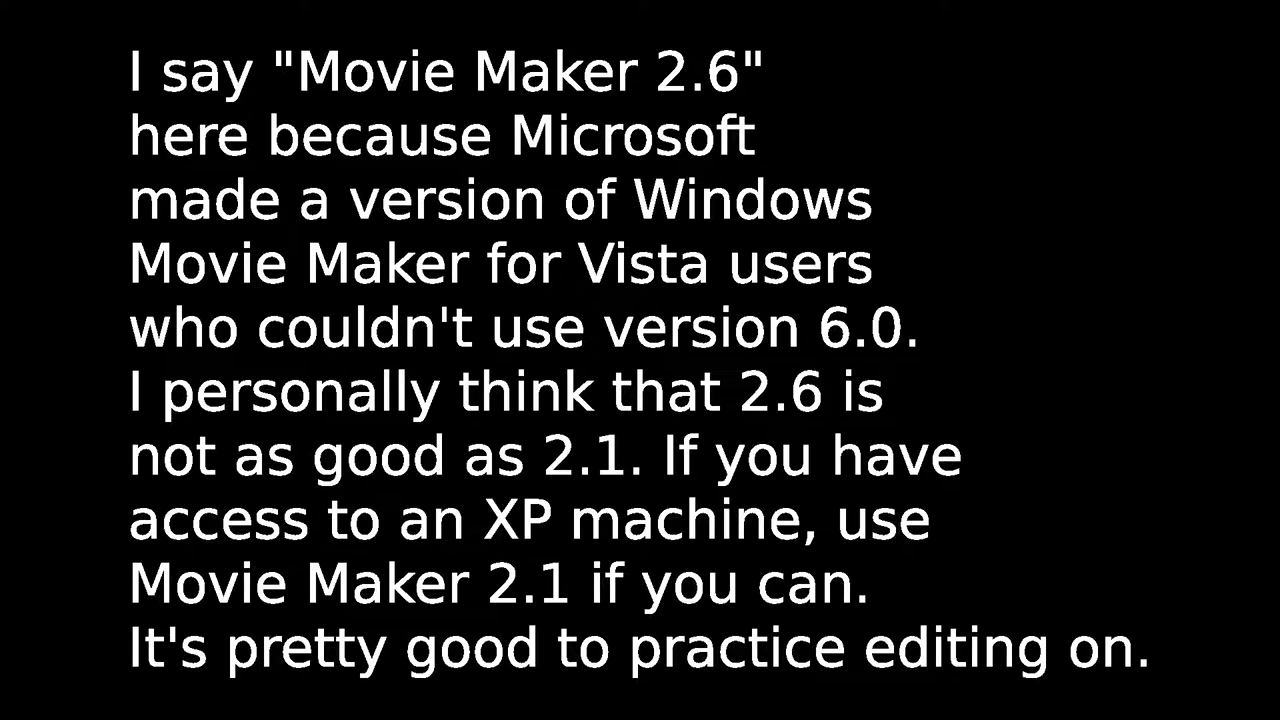 I say "Movie Maker 2.6"
here because Microsoft
made a version of Windows
Movie Maker for Vista users
who couldn't use version 6.0.
I personally think that 2.6 is
not as good as 2.1. If you have
access to an XP machine, use
Movie Maker 2.1 if you can.
It's pretty good to practice editing on.